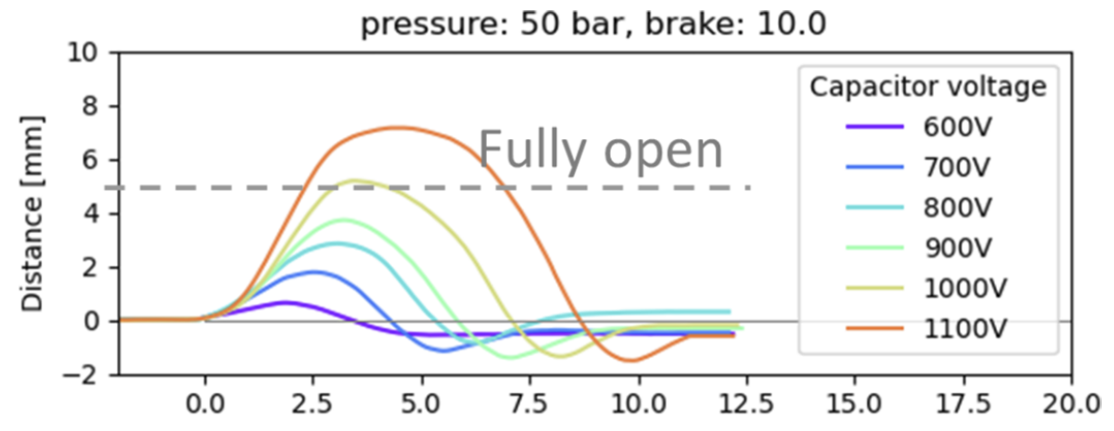 pressure: 50 bar, brake: 10.0
10
8
6
4
2
0
−2
Distance [mm]
Fully open
Capacitor voltage
600V
700V
800V
900V
1000V
1100V
0.0 2.5 5.0 7.5 10.0 12.5 15.0 17.5 20.0